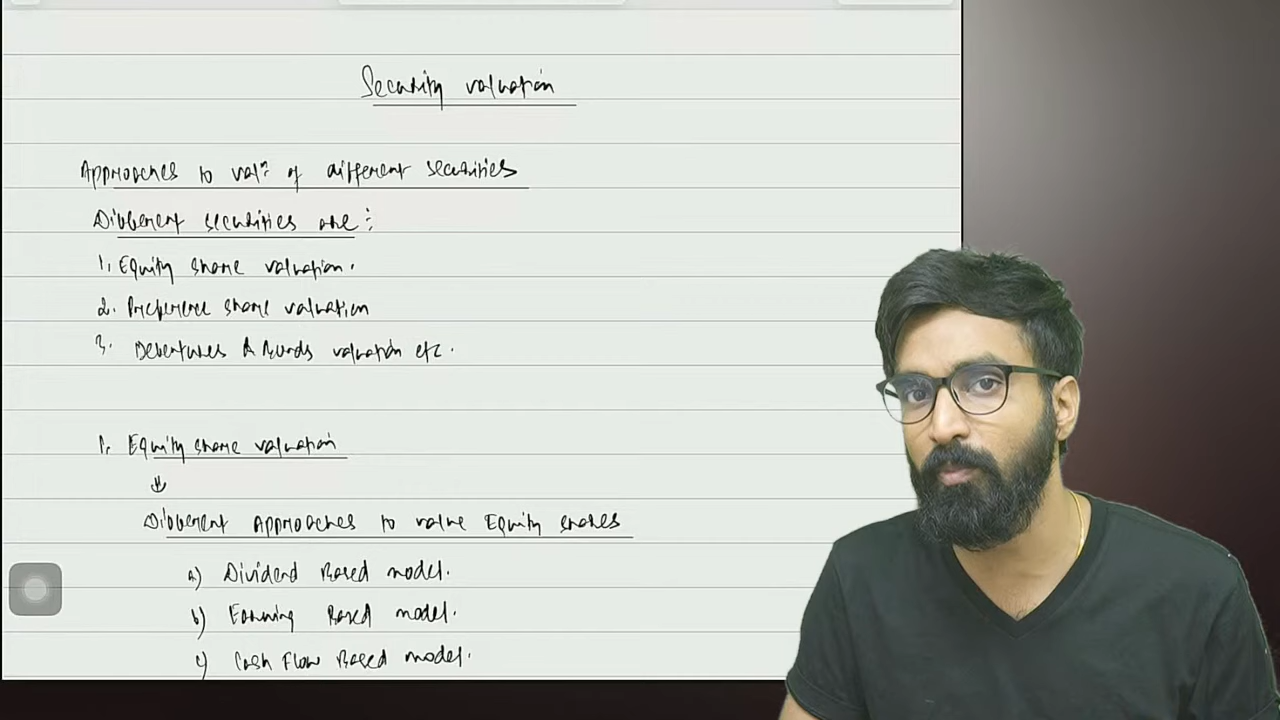 Security valuation
Approaches to valⁿ of different securities
Different securities are :
1. Equity share valuation.
2. Preference share valuation
3. Debentures & Bonds valuation etc.
1. Equity share valuation
Different Approaches to value Equity shares
a) Dividend Based model.
b) Earning Based model.
c) Cash Flow Based model.